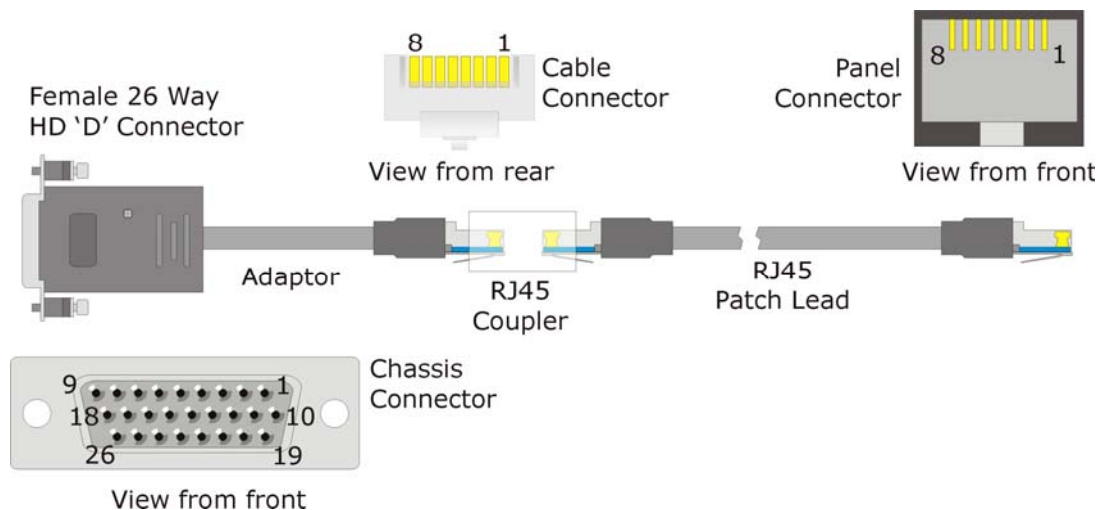 8 1
Cable
Connector
View from rear
8 1
Panel
Connector
View from front
Female 26 Way
HD ‘D’ Connector
Adaptor
RJ45
Coupler
RJ45
Patch Lead
9 1
18 10
26 19
Chassis
Connector
View from front